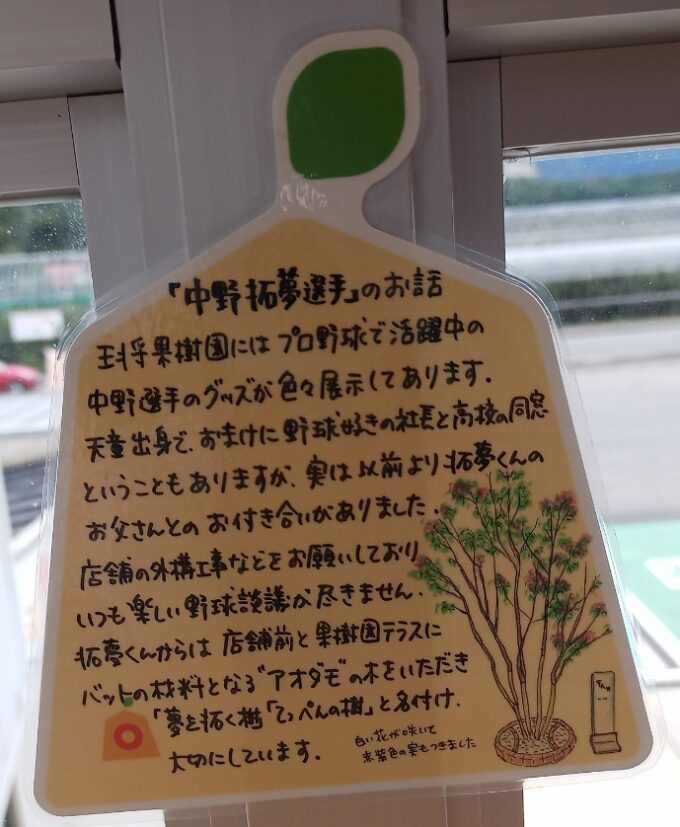 「中野拓夢選手」のお話
王将果樹園にはプロ野球で活躍中の
中野選手のグッズが色々展示してあります.
天童出身で、おまけに野球好きの社長と高校の同窓
ということもありますが、実は以前より拓夢くんの
お父さんとのお付き合いがありました.
店舗の外構工事などをお願いしており
いつも楽しい野球談議が尽きません.
拓夢くんからは店舗前と果樹園テラスに
バットの材料となる"アオダモ"の木をいただき
「夢を拓く樹「てっぺんの樹」と名付け.
大切にしています.
白い花が咲いて
赤紫色の実もつきました